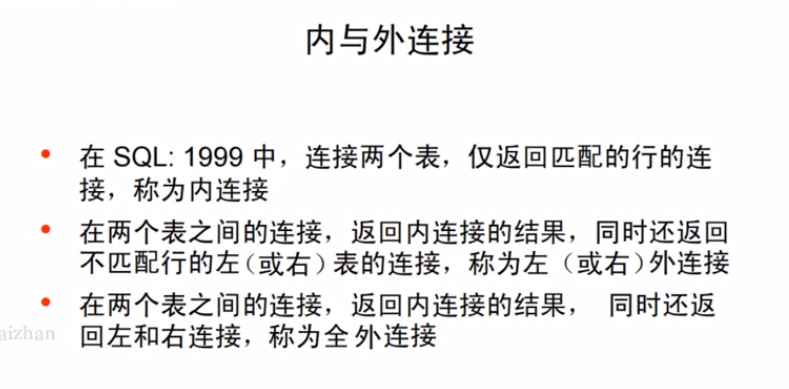 内与外连接
在 SQL: 1999 中，连接两个表，仅返回匹配的行的连
接，称为内连接
在两个表之间的连接，返回内连接的结果，同时还返回
不匹配行的左（或右）表的连接，称为左（或右）外连接
在两个表之间的连接，返回内连接的结果， 同时还返
aizhan
回左和右连接，称为全 外连接